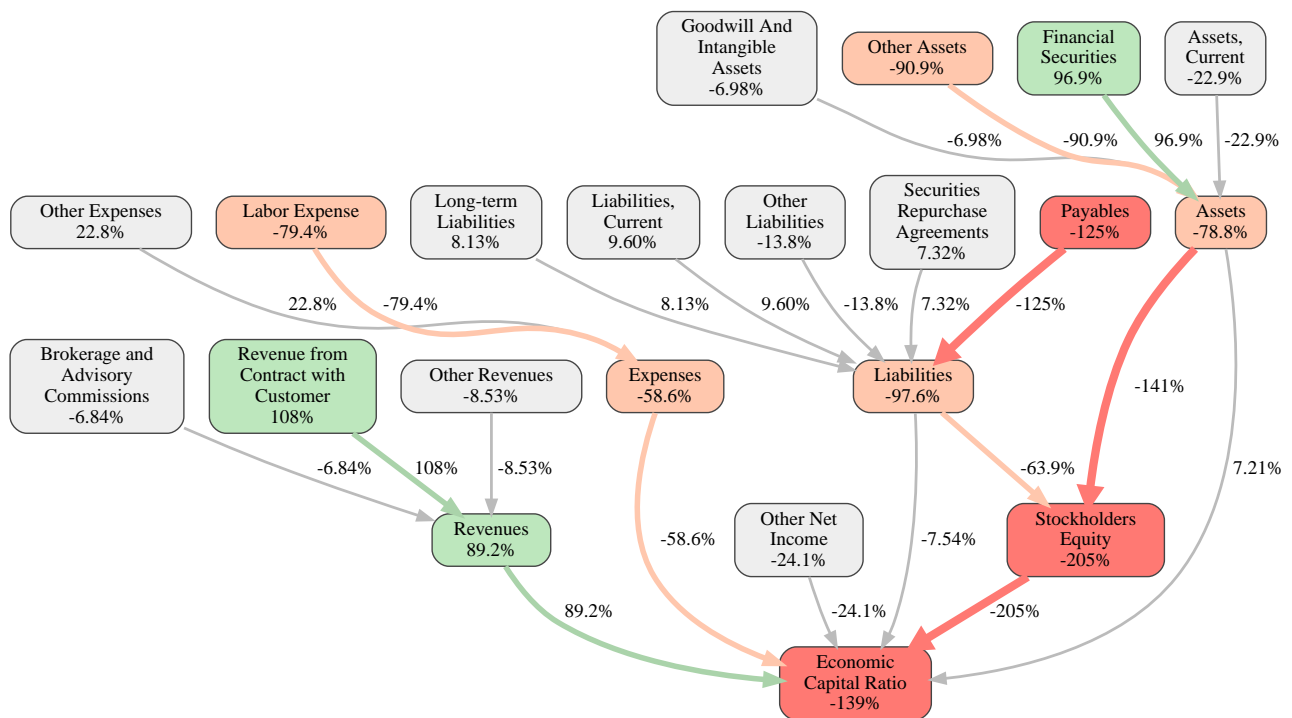 Goodwill And
Intangible
Assets
-6.98%
Other Assets
-90.9%
Financial
Securities
96.9%
Assets,
Current
-22.9%
-6.98%
-90.9%
96.9%
-22.9%
Other Expenses
22.8%
Labor Expense
-79.4%
Long-term
Liabilities
8.13%
Liabilities,
Current
9.60%
Other
Liabilities
-13.8%
Securities
Repurchase
Agreements
7.32%
Payables
-125%
Assets
-78.8%
22.8%
-79.4%
8.13%
9.60%
-13.8%
7.32%
-125%
Brokerage and
Advisory
Commissions
-6.84%
Revenue from
Contract with
Customer
108%
Other Revenues
-8.53%
Expenses
-58.6%
Liabilities
-97.6%
-141%
-6.84%
108%
-8.53%
-63.9%
7.21%
Revenues
89.2%
-58.6%
Other Net
Income
-24.1%
-7.54%
Stockholders
Equity
-205%
89.2%
-24.1%
-205%
Economic
Capital Ratio
-139%